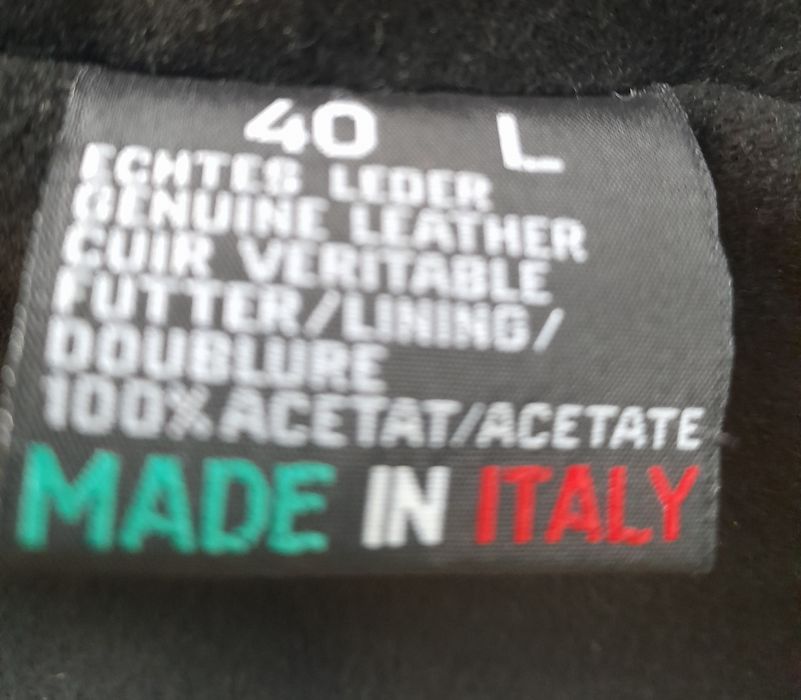 40 L
ECHTES LEDER
GENUINE LEATHER
CUIR VERITABLE
FUTTER/LINING/
DOUBLURE
100% ACETAT/ACETATE
MADE IN ITALY